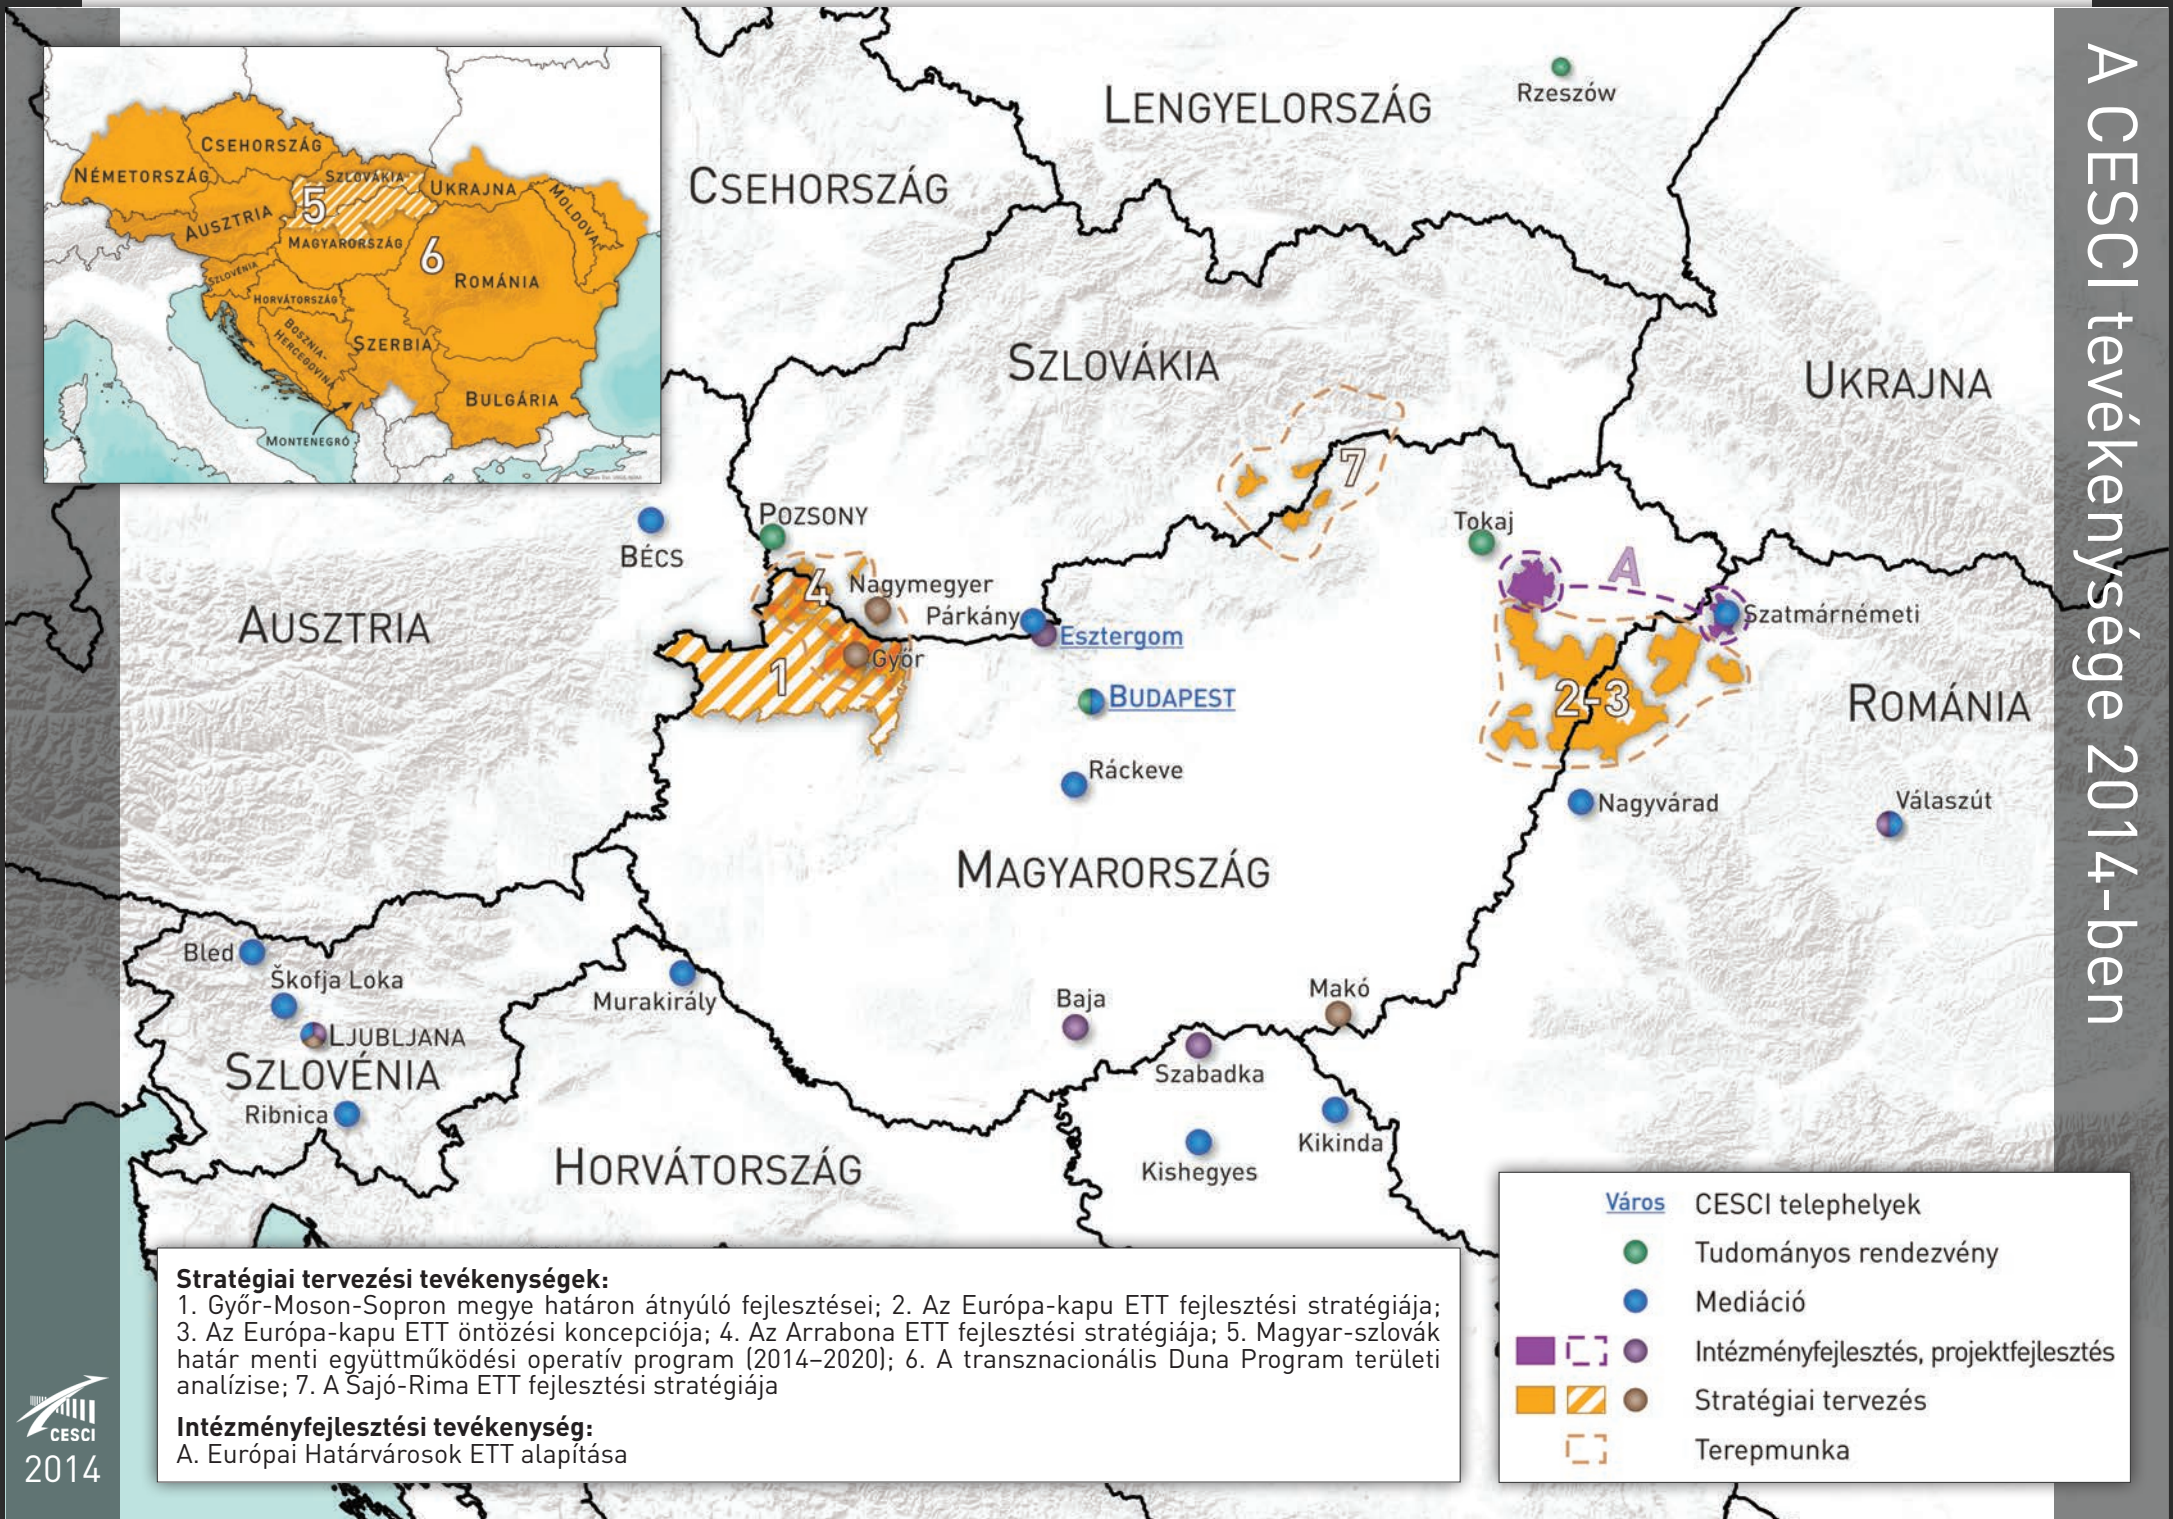 A CESCI tevékenysége 2014-ben
CSEHORSZÁG
NÉMETORSZÁG
SZLOVÁKIA
UKRAJNA
MOLDOVA
5
AUSZTRIA
MAGYARORSZÁG
6
ROMÁNIA
SZLOVÉNIA
HORVÁTORSZÁG
BOSZNIA-
HERCEGOVINA
SZERBIA
BULGÁRIA
MONTENEGRÓ
LENGYELORSZÁG
Rzeszów
CSEHORSZÁG
SZLOVÁKIA
UKRAJNA
7
POZSONY
BÉCS
Tokaj
A
4
Nagymegyer
Párkány
Esztergom
Szatmárnémeti
AUSZTRIA
1
Győr
BUDAPEST
2-3
ROMÁNIA
Ráckeve
Nagyvárad
Válaszút
MAGYARORSZÁG
Bled
Škofja Loka
Murakirály
Baja
Makó
LJUBLJANA
SZLOVÉNIA
Szabadka
Ribnica
Kikinda
HORVÁTORSZÁG
Kishegyes
Város CESCI telephelyek
Tudományos rendezvény
Mediáció
Intézményfejlesztés, projektfejlesztés
Stratégiai tervezés
Terepmunka
Stratégiai tervezési tevékenységek:
1. Győr-Moson-Sopron megye határon átnyúló fejlesztései; 2. Az Európa-kapu ETT fejlesztési stratégiája;
3. Az Európa-kapu ETT öntözési koncepciója; 4. Az Arrabona ETT fejlesztési stratégiája; 5. Magyar-szlovák
határ menti együttműködési operatív program (2014–2020); 6. A transznacionális Duna Program területi
analízise; 7. A Sajó-Rima ETT fejlesztési stratégiája
Intézményfejlesztési tevékenység:
A. Európai Határvárosok ETT alapítása
CESCI
2014